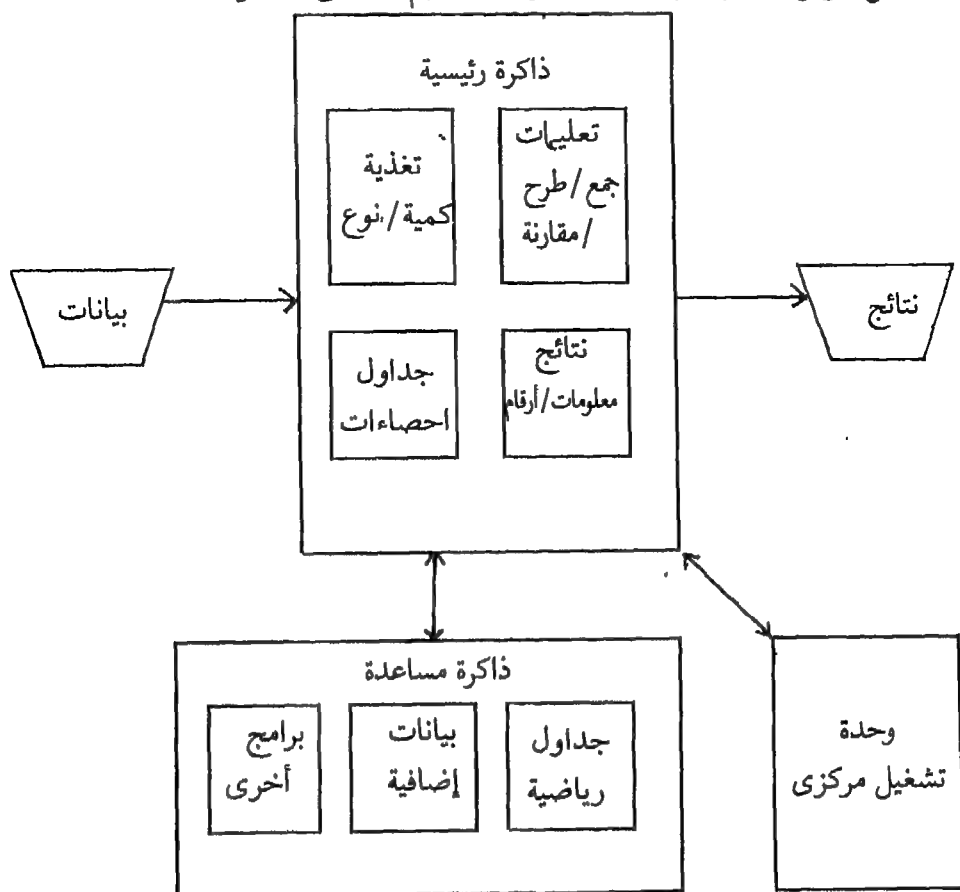 ذاكرة رئيسية
تعليمات
جمع/طرح
/مقارنة
تغذية
كمية/نوع
بيانات
نتائج
نتائج
معلومات/أرقام
جداول
احصاءات
ذاكرة مساعدة
جداول
رياضية
بيانات
إضافية
برامج
أخرى
وحدة
تشغيل مركزى